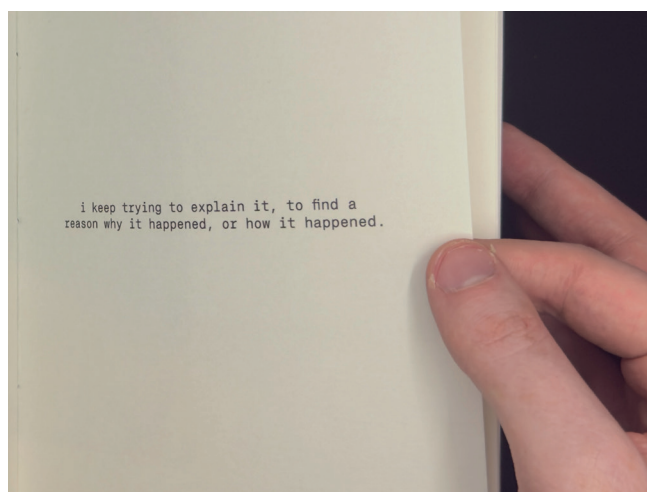 i keep trying to explain it, to find a
reason why it happened, or how it happened.